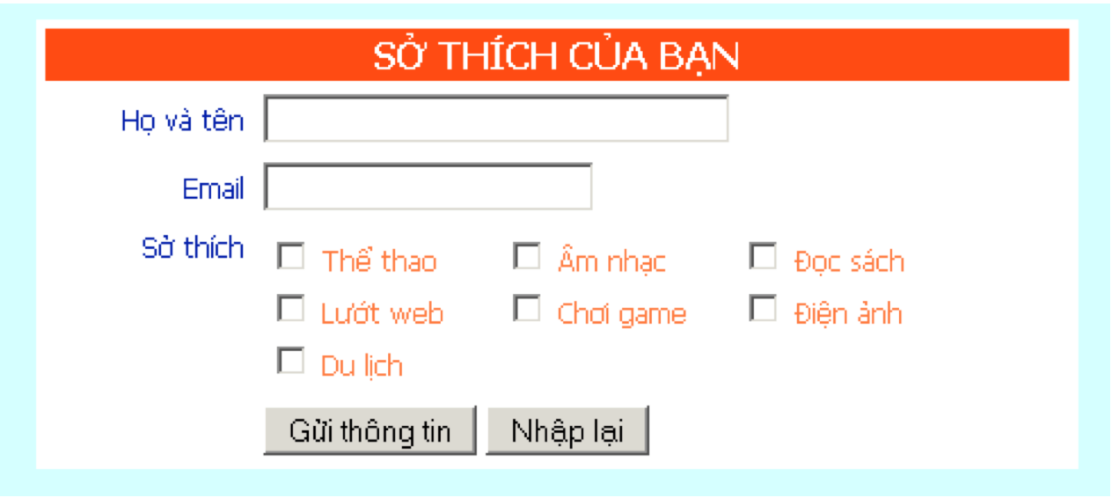 SỞ THÍCH CỦA BẠN
Họ và tên
Email
Sở thích
Thể thao Âm nhạc Đọc sách
Lướt web Chơi game Điện ảnh
Du lịch
Gửi thông tin Nhập lại